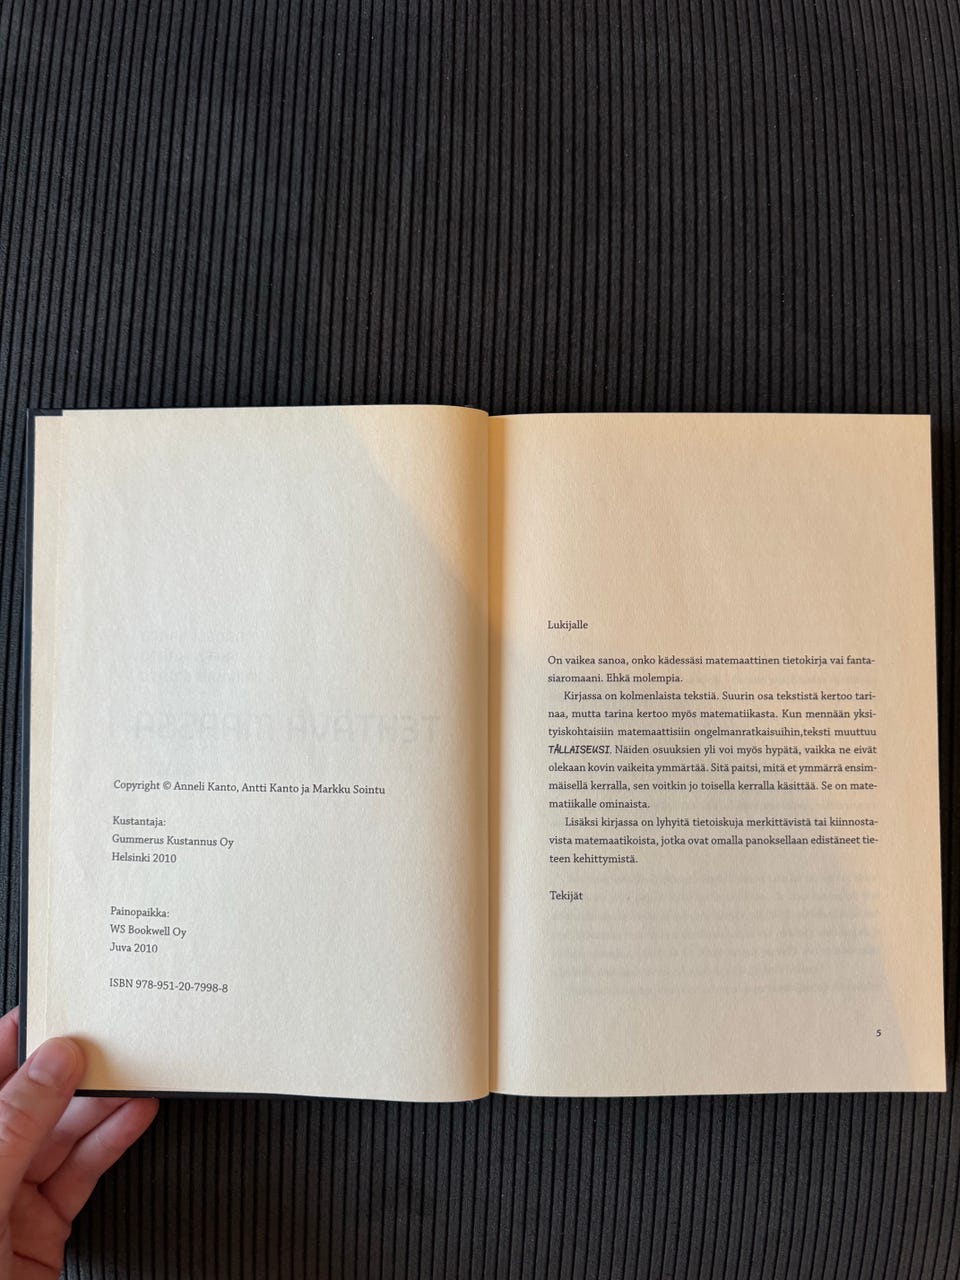 Copyright © Anneli Kanto, Antti Kanto ja Markku Sointu
Kustantaja:
Gummerus Kustannus Oy
Helsinki 2010
Painopaikka:
WS Bookwell Oy
Juva 2010
ISBN 978-951-20-7998-8
Lukijalle
On vaikea sanoa, onko kädessäsi matemaattinen tietokirja vai fanta-
siaromaani. Ehkä molempia.
Kirjassa on kolmenlaista tekstiä. Suurin osa tekstistä kertoo tari-
naa, mutta tarina kertoo myös matematiikasta. Kun mennään yksi-
tyiskohtaisiin matemaattisiin ongelmanratkaisuihin,teksti muuttuu
TÄLLAISEKSI. Näiden osuuksien yli voi myös hypätä, vaikka ne eivät
olekaan kovin vaikeita ymmärtää. Sitä paitsi, mitä et ymmärrä ensim-
mäisellä kerralla, sen voitkin jo toisella kerralla käsittää. Se on mate-
matiikalle ominaista.
Lisäksi kirjassa on lyhyitä tietoiskuja merkittävistä tai kiinnosta-
vista matemaatikoista, jotka ovat omalla panoksellaan edistäneet tie-
teen kehittymistä.
Tekijät
5